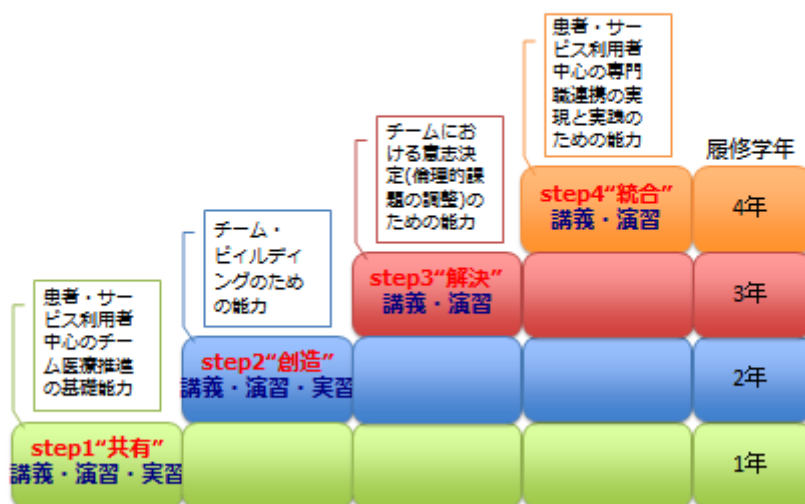 患者・サー
ビス利用者
中心の専門
職連携の実
現と実践の
ための能力
履修学年
チームにお
ける意志決
定(倫理的課
題の調整)の
ための能力
step4“統合”
講義・演習
4年
チーム・
ビィルディ
ングのため
の能力
step3“解決”
講義・演習
3年
患者・サー
ビス利用者
中心のチー
ム医療推進
の基礎能力
step2“創造”
講義・演習・実習
2年
step1“共有”
講義・演習・実習
1年